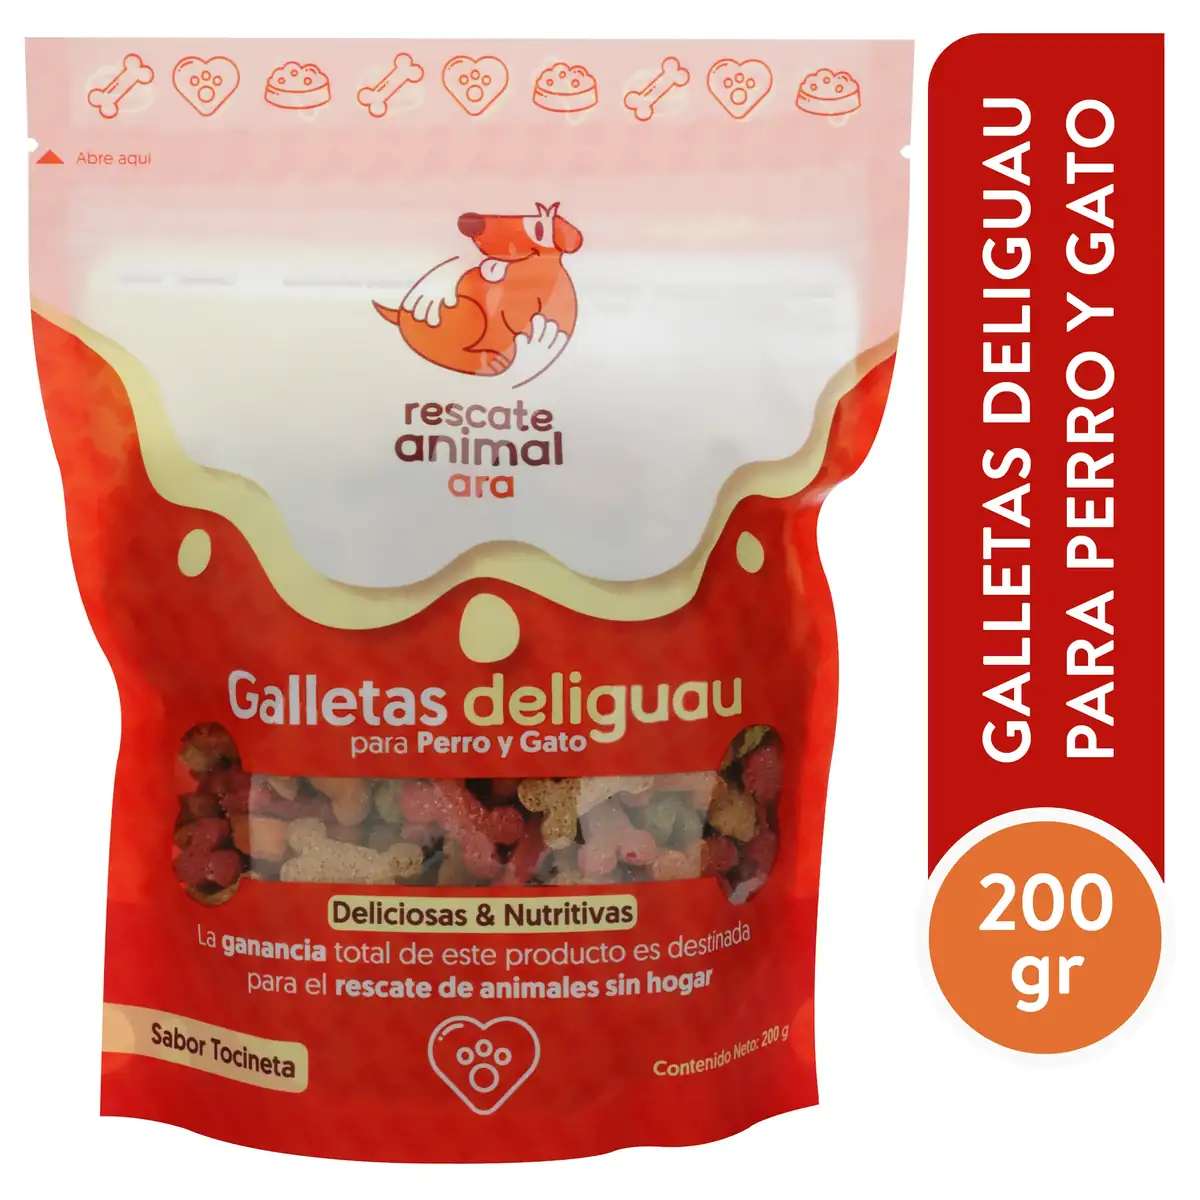 Abre aquí
rescate
animal
ara
Galletas deliguau
para Perro y Gato
Deliciosas & Nutritivas
La ganancia total de este producto es destinada
para el rescate de animales sin hogar
Sabor Tocineta
Contenido Neto: 200 g
GALLETAS DELIGUAU
PARA PERRO Y GATO
200
gr